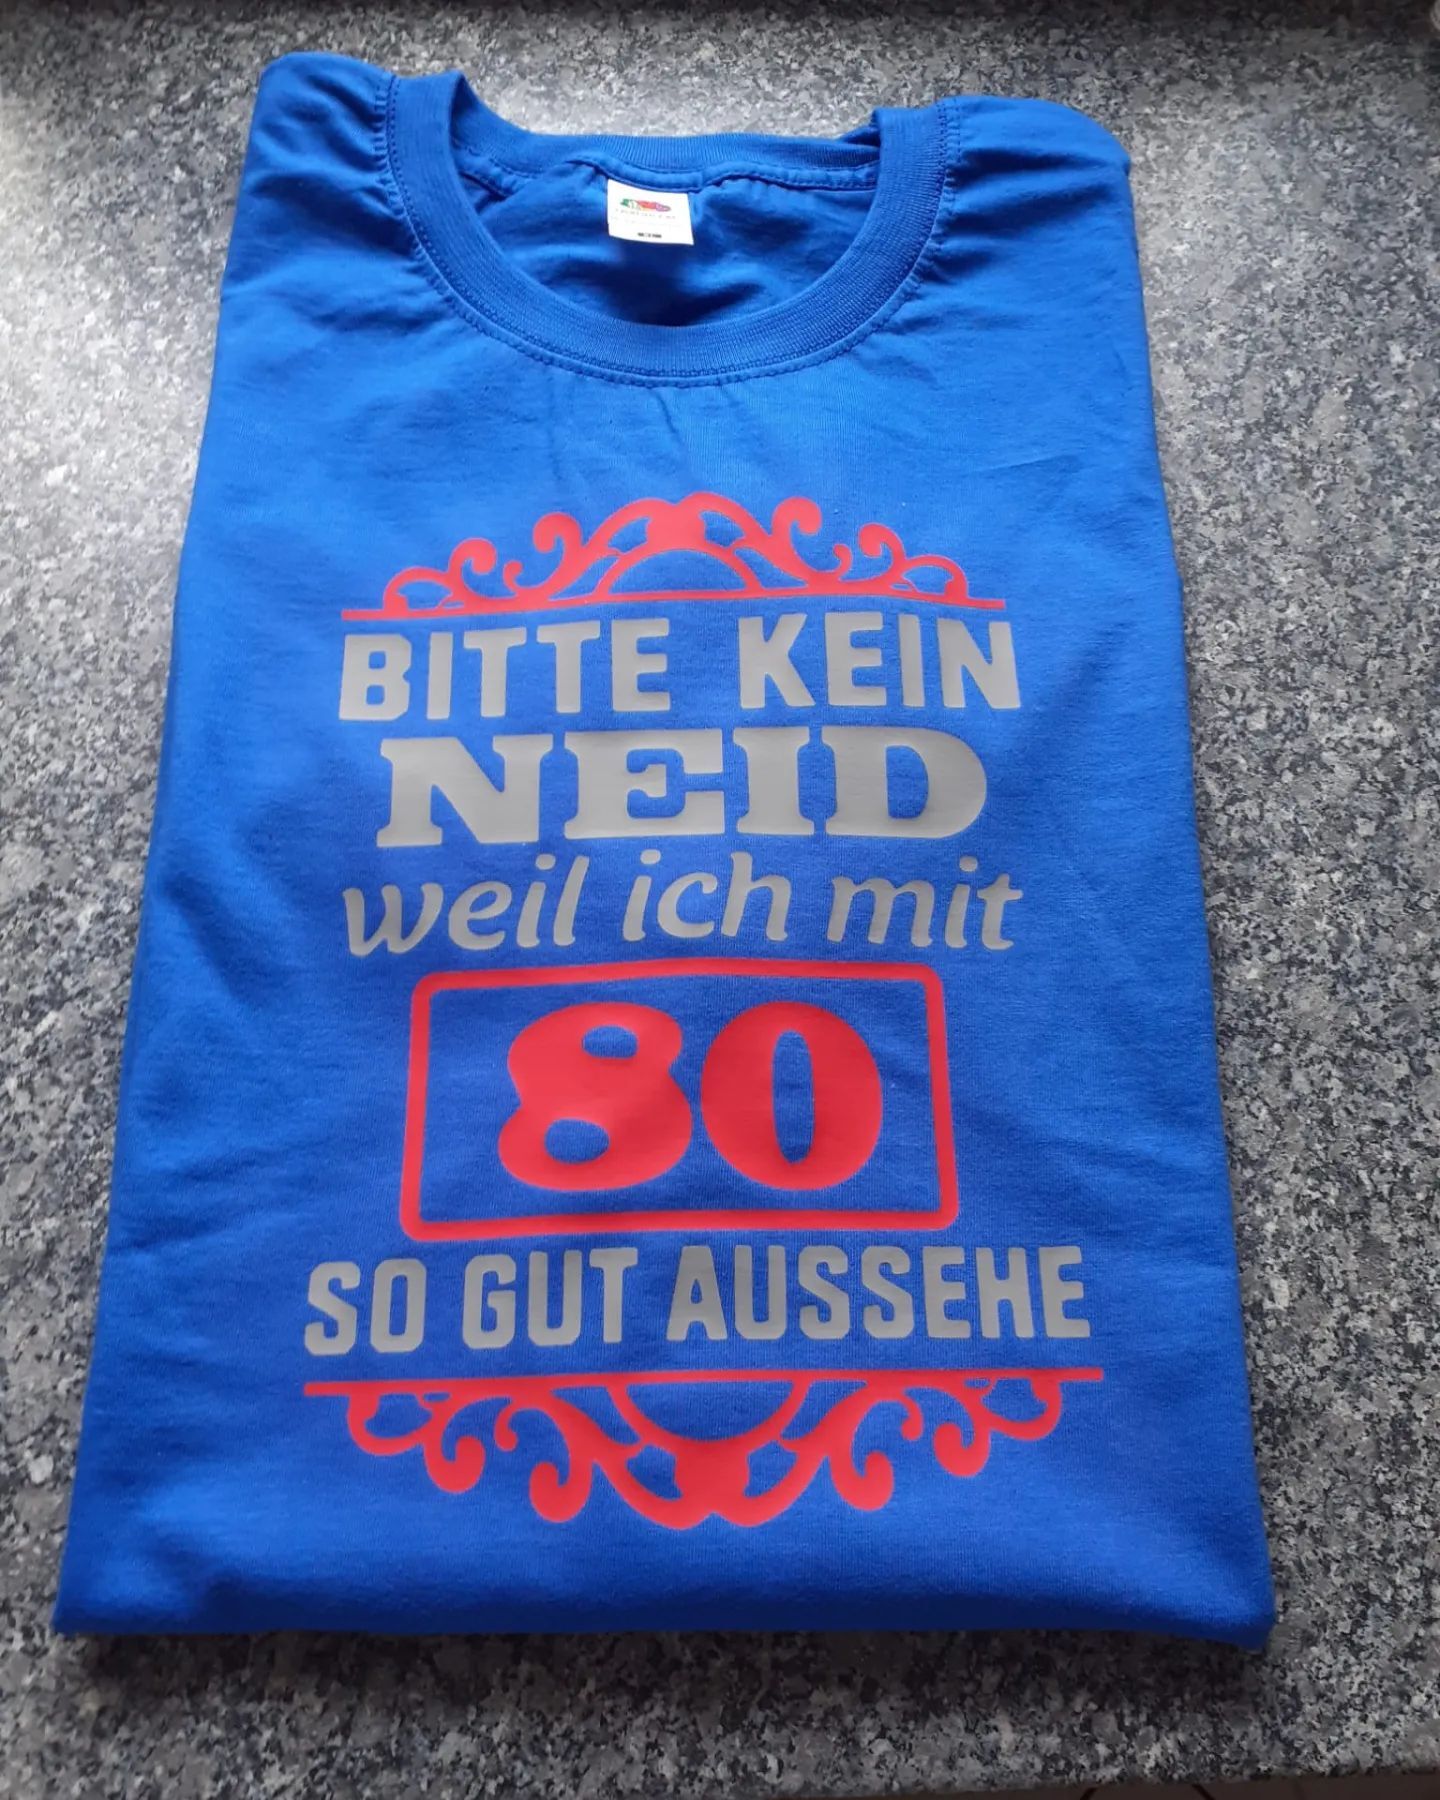 BITTE KEIN
NEID
weil ich mit
80
SO GUT AUSSEHE